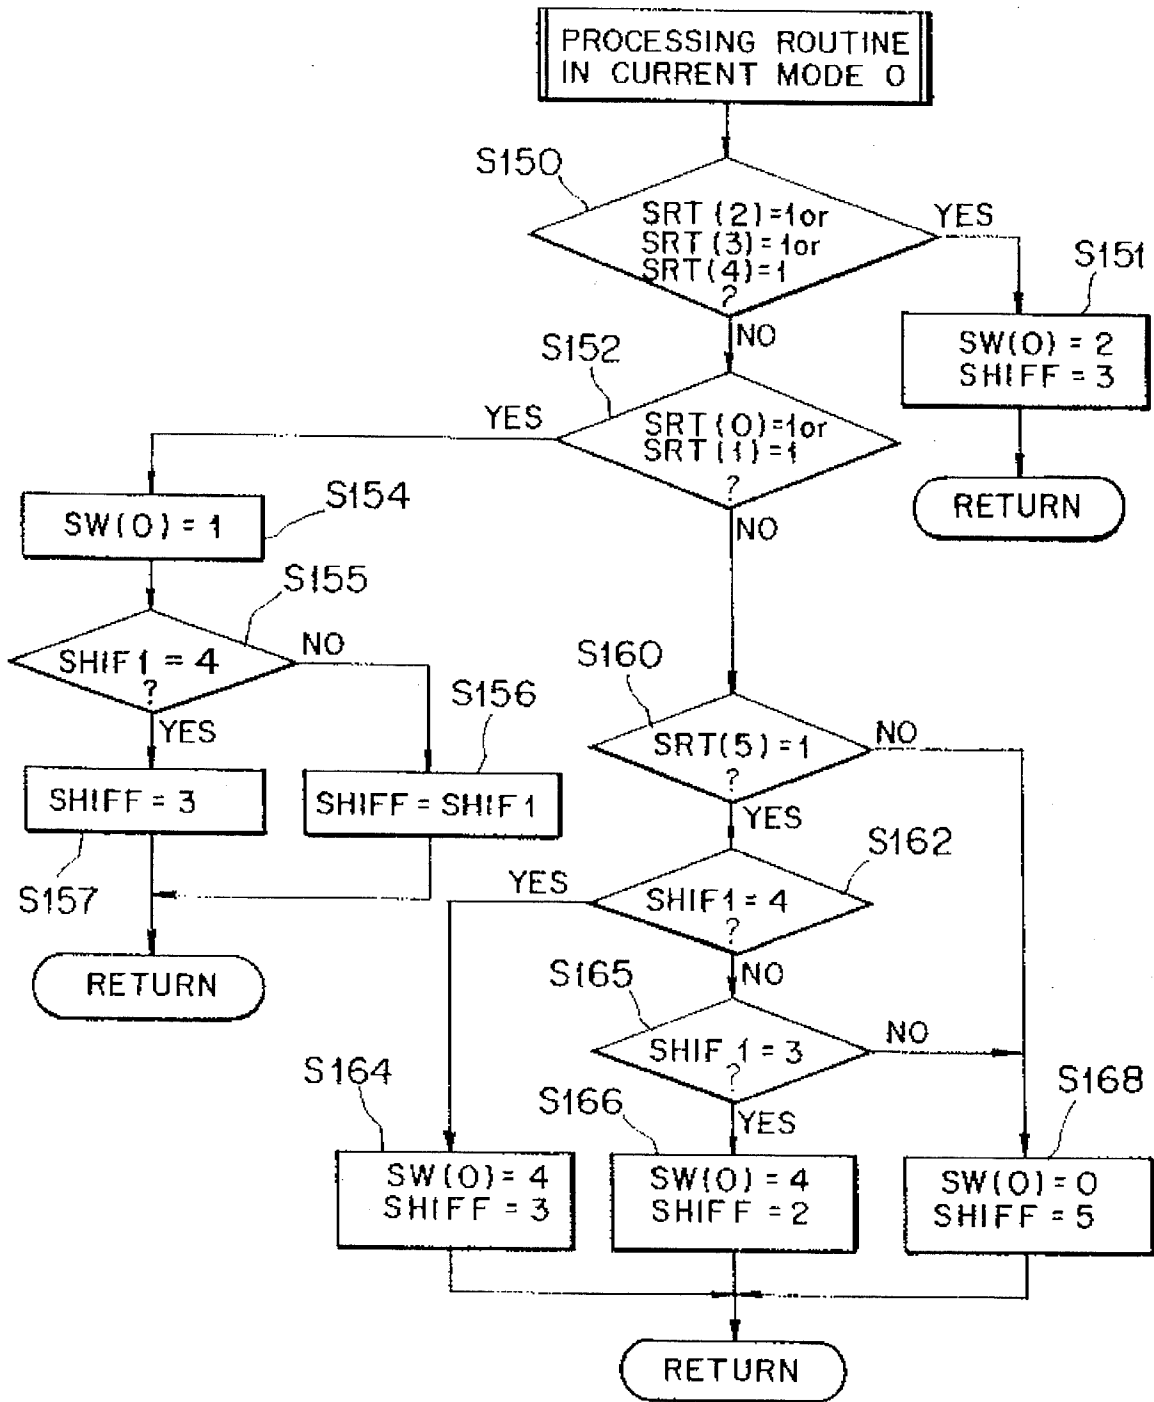 PROCESSING ROUTINE
IN CURRENT MODE 0
S150
SRT (2)=1or
SRT (3)=1or
SRT(4)=1
?
YES
NO
S151
SW(0) = 2
SHIFF = 3
RETURN
S152
SRT (0)=1or
SRT (1)=1
?
YES
NO
S154
SW(0) = 1
S155
SHIF1 = 4
?
NO
YES
S156
SHIFF = SHIF1
SHIFF = 3
S157
RETURN
S160
SRT(5)=1
?
NO
YES
S162
SHIF1=4
?
YES
NO
S165
SHIF1=3
?
NO
YES
S164
SW(0)=4
SHIFF=3
S166
SW(0)=4
SHIFF=2
S168
SW(0)=0
SHIFF=5
RETURN